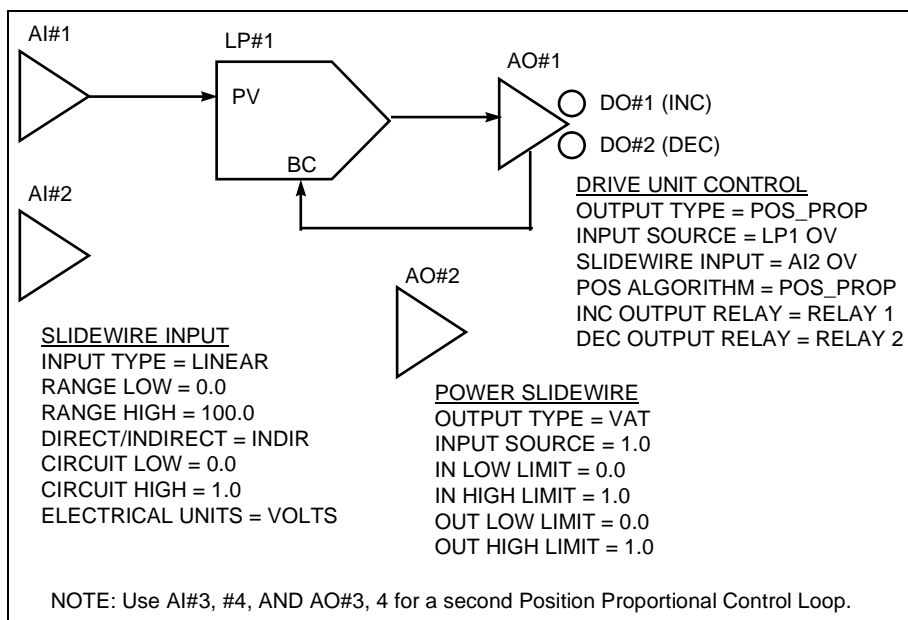 AI#1
LP#1
AO#1
PV
DO#1 (INC)
DO#2 (DEC)
BC
AI#2
DRIVE UNIT CONTROL
OUTPUT TYPE = POS_PROP
INPUT SOURCE = LP1 OV
SLIDEWIRE INPUT = AI2 OV
POS ALGORITHM = POS_PROP
INC OUTPUT RELAY = RELAY 1
DEC OUTPUT RELAY = RELAY 2
AO#2
SLIDEWIRE INPUT
INPUT TYPE = LINEAR
RANGE LOW = 0.0
RANGE HIGH = 100.0
DIRECT/INDIRECT = INDIR
CIRCUIT LOW = 0.0
CIRCUIT HIGH = 1.0
ELECTRICAL UNITS = VOLTS
POWER SLIDEWIRE
OUTPUT TYPE = VAT
INPUT SOURCE = 1.0
IN LOW LIMIT = 0.0
IN HIGH LIMIT = 1.0
OUT LOW LIMIT = 0.0
OUT HIGH LIMIT = 1.0
NOTE: Use AI#3, #4, AND AO#3, 4 for a second Position Proportional Control Loop.